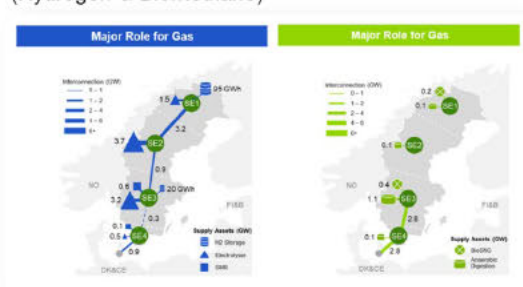 (Hydrogen & Biomethane)
Major Role for Gas
Interconnection (GW)
0 – 1
1 – 2
2 – 4
4 – 6
6+
1.5
SE1
95 GWh
3.2
3.7
SE2
0.9
NO
0.6
3.2
SE3
20 GWh
0.3
FI&B
0.1
0.5
SE4
0.9
DK&CE
Supply Assets (GW)
H2 Storage
Electrolyser
SMR
Major Role for Gas
Interconnection (GW)
0 – 1
1 – 2
2 – 4
4 – 6
6+
0.2
0.1
SE1
0.1
SE2
NO
0.4
1.1
SE3
2.8
FI&B
0.1
SE4
2.8
DK&CE
Supply Assets (GW)
BioSNG
Anaerobic
Digestion